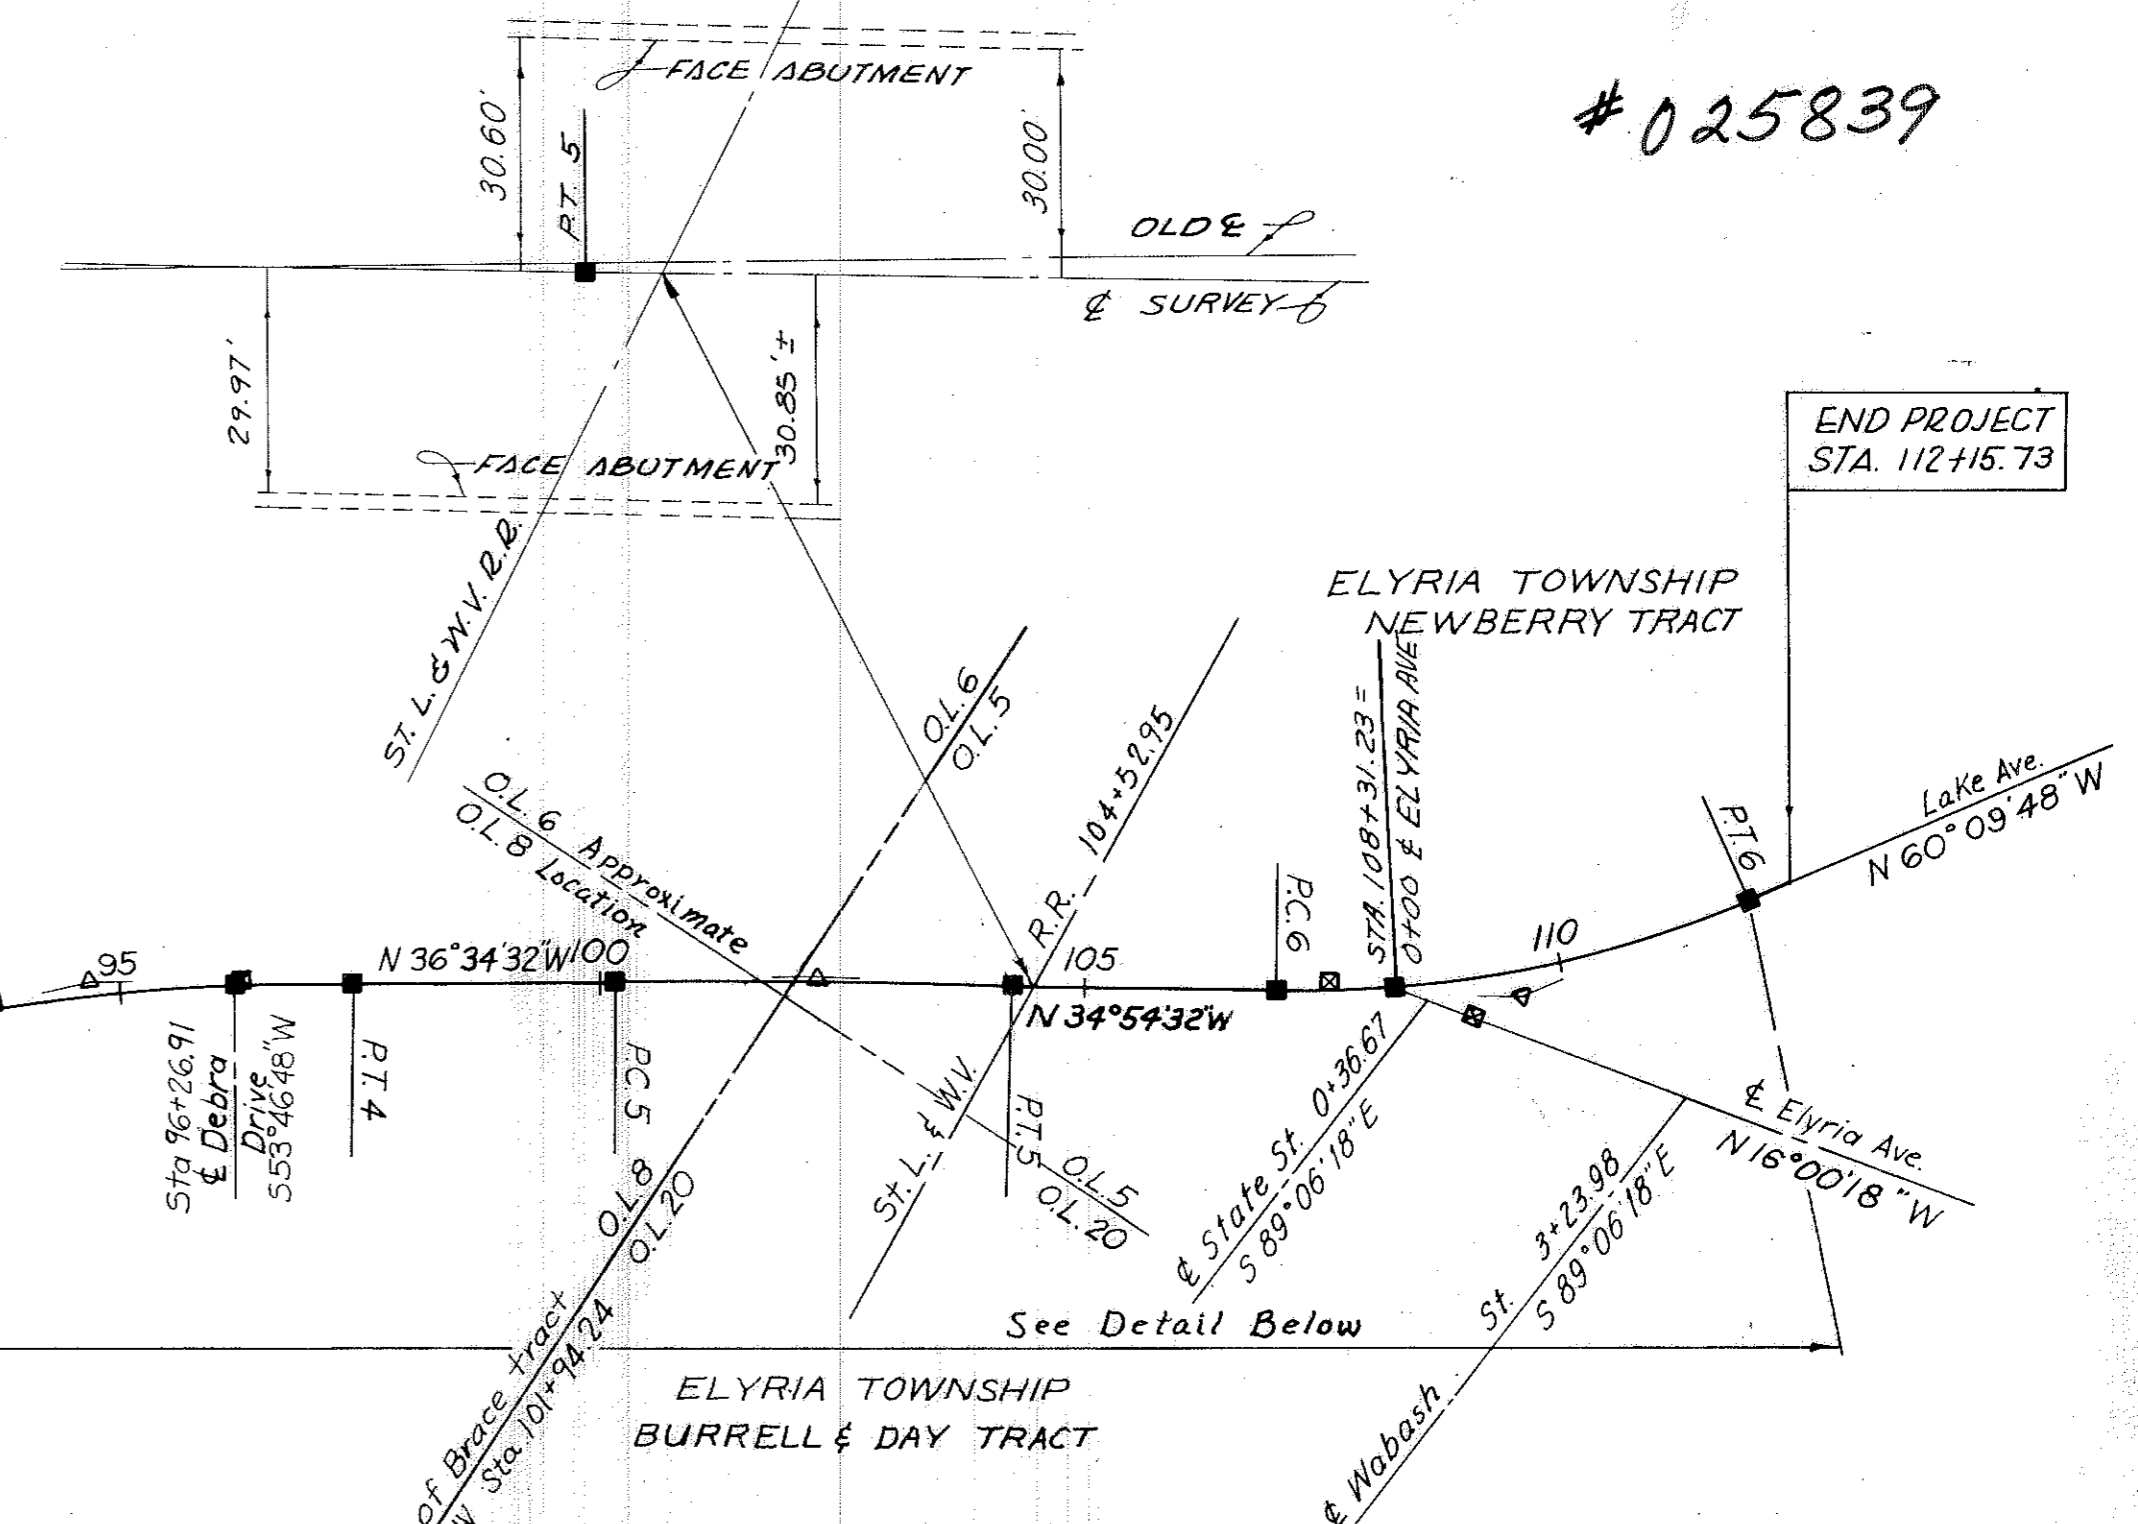 # 025839
FACE ABUTMENT
30.60'
P.T. 5
30.00'
OLD ℄
℄ SURVEY
29.97'
30.85'±
FACE ABUTMENT
ST. L. & W.V. R.R.
END PROJECT
STA. 112+15.73
ELYRIA TOWNSHIP
NEWBERRY TRACT
O.L. 6
O.L. 5
104+52.95
R.R.
STA. 108+31.23 =
0+00 ℄ ELYRIA AVE
P.T. 6
Lake Ave.
N 60° 09' 48" W
O.L. 6 Approximate
O.L. 8 Location
95
N 36° 34' 32" W
100
105
N 34° 54' 32" W
P.C. 6
110
Sta 96+26.91
℄ Debra
Drive
S53° 46' 48" W
P.T. 4
P.C. 5
P.T. 5
St. L. & W.V.
O.L. 5
O.L. 20
O.L. 8
O.L. 20
℄ State St. 0+36.67
S 89° 06' 18" E
℄ Elyria Ave.
N 16° 00' 18" W
℄ Wabash St. 3+23.98
S 89° 06' 18" E
See Detail Below
of Brace tract
W Sta 101+94.24
ELYRIA TOWNSHIP
BURRELL & DAY TRACT